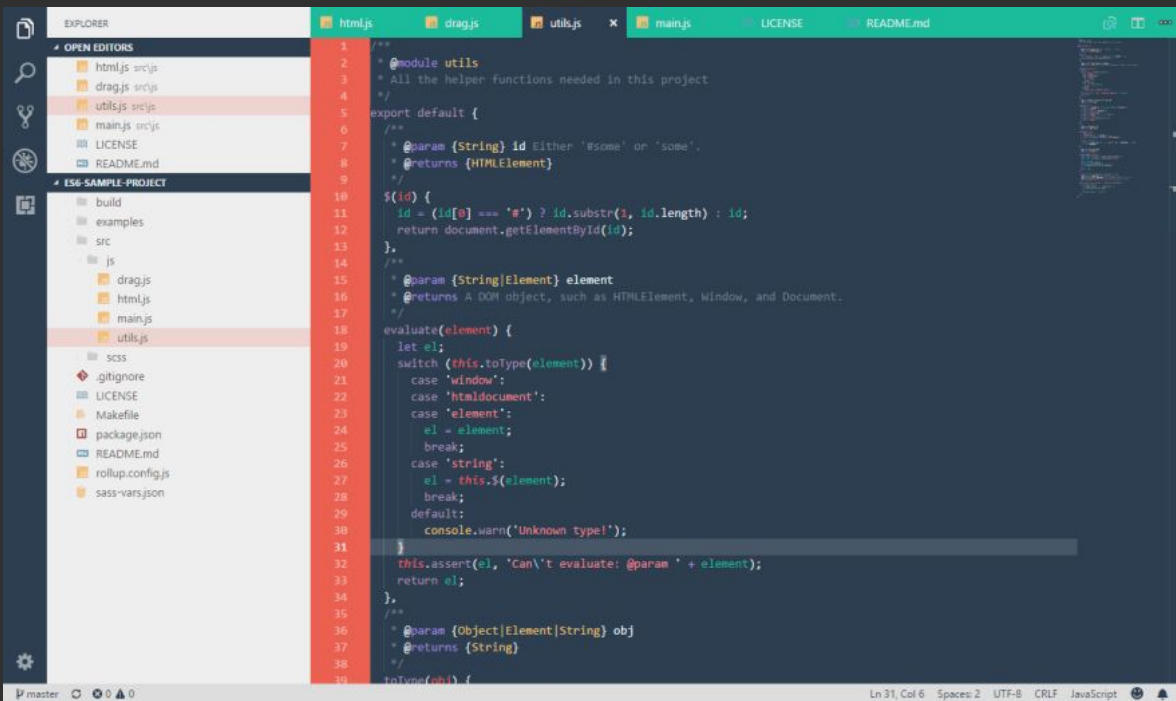 EXPLORER
OPEN EDITORS
html.js src\js
drag.js src\js
utils.js src\js
main.js src\js
LICENSE
README.md
ES6-SAMPLE-PROJECT
build
examples
src
js
drag.js
html.js
main.js
utils.js
scss
.gitignore
LICENSE
Makefile
package.json
README.md
rollup.config.js
sass-vars.json
html.js drag.js utils.js × main.js LICENSE README.md
1 /**
2 * @module utils
3 * All the helper functions needed in this project
4 */
5 export default {
6 /**
7 * @param {String} id Either '#some' or 'some'.
8 * @returns {HTMLElement}
9 */
10 $(id) {
11 id = (id[0] === '#') ? id.substr(1, id.length) : id;
12 return document.getElementById(id);
13 },
14 /**
15 * @param {String|Element} element
16 * @returns A DOM object, such as HTMLElement, Window, and Document.
17 */
18 evaluate(element) {
19 let el;
20 switch (this.toType(element)) {
21 case 'window':
22 case 'htmldocument':
23 case 'element':
24 el = element;
25 break;
26 case 'string':
27 el = this.$(element);
28 break;
29 default:
30 console.warn('Unknown type!');
31 }
32 this.assert(el, 'Can\'t evaluate: @param ' + element);
33 return el;
34 },
35 /**
36 * @param {Object|Element|String} obj
37 * @returns {String}
38 */
39 toType(obj) {
master 0 0 Ln 31, Col 6 Spaces: 2 UTF-8 CRLF JavaScript